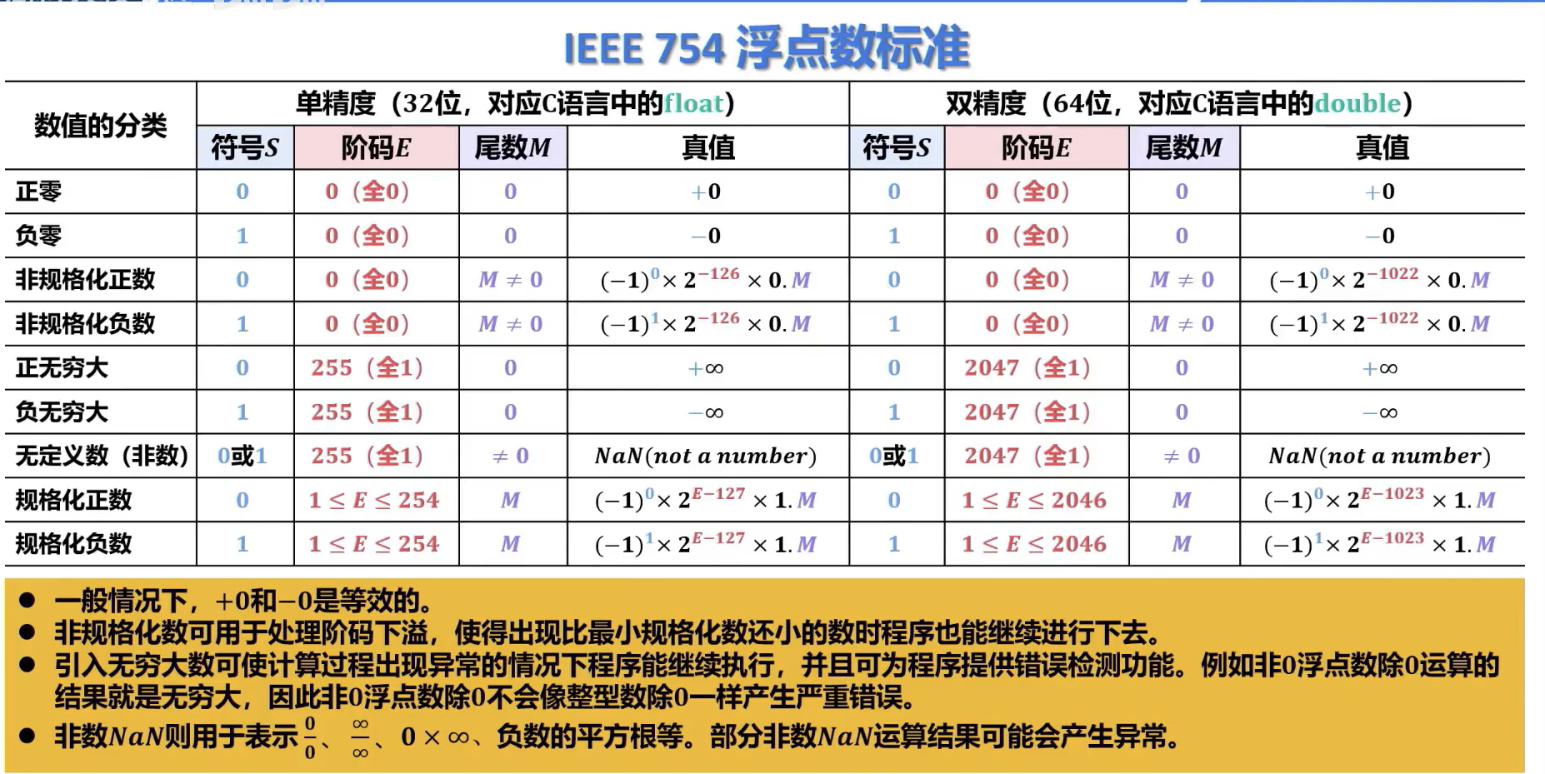 IEEE 754 浮点数标准
数值的分类 单精度（32位，对应C语言中的float） 双精度（64位，对应C语言中的double）
符号S 阶码E 尾数M 真值 符号S 阶码E 尾数M 真值
正零 0 0（全0） 0 +0 0 0（全0） 0 +0
负零 1 0（全0） 0 −0 1 0（全0） 0 −0
非规格化正数 0 0（全0） M ≠ 0 (−1)^0 × 2^−126 × 0.M 0 0（全0） M ≠ 0 (−1)^0 × 2^−1022 × 0.M
非规格化负数 1 0（全0） M ≠ 0 (−1)^1 × 2^−126 × 0.M 1 0（全0） M ≠ 0 (−1)^1 × 2^−1022 × 0.M
正无穷大 0 255（全1） 0 +∞ 0 2047（全1） 0 +∞
负无穷大 1 255（全1） 0 −∞ 1 2047（全1） 0 −∞
无定义数（非数） 0或1 255（全1） ≠ 0 NaN(not a number) 0或1 2047（全1） ≠ 0 NaN(not a number)
规格化正数 0 1 ≤ E ≤ 254 M (−1)^0 × 2^E−127 × 1.M 0 1 ≤ E ≤ 2046 M (−1)^0 × 2^E−1023 × 1.M
规格化负数 1 1 ≤ E ≤ 254 M (−1)^1 × 2^E−127 × 1.M 1 1 ≤ E ≤ 2046 M (−1)^1 × 2^E−1023 × 1.M
● 一般情况下，+0和−0是等效的。
● 非规格化数可用于处理阶码下溢，使得出现比最小规格化数还小的数时程序也能继续进行下去。
● 引入无穷大数可使计算过程出现异常的情况下程序能继续执行，并且可为程序提供错误检测功能。例如非0浮点数除0运算的
结果就是无穷大，因此非0浮点数除0不会像整型数除0一样产生严重错误。
● 非数NaN则用于表示0/0、∞/∞、0 × ∞、负数的平方根等。部分非数NaN运算结果可能会产生异常。